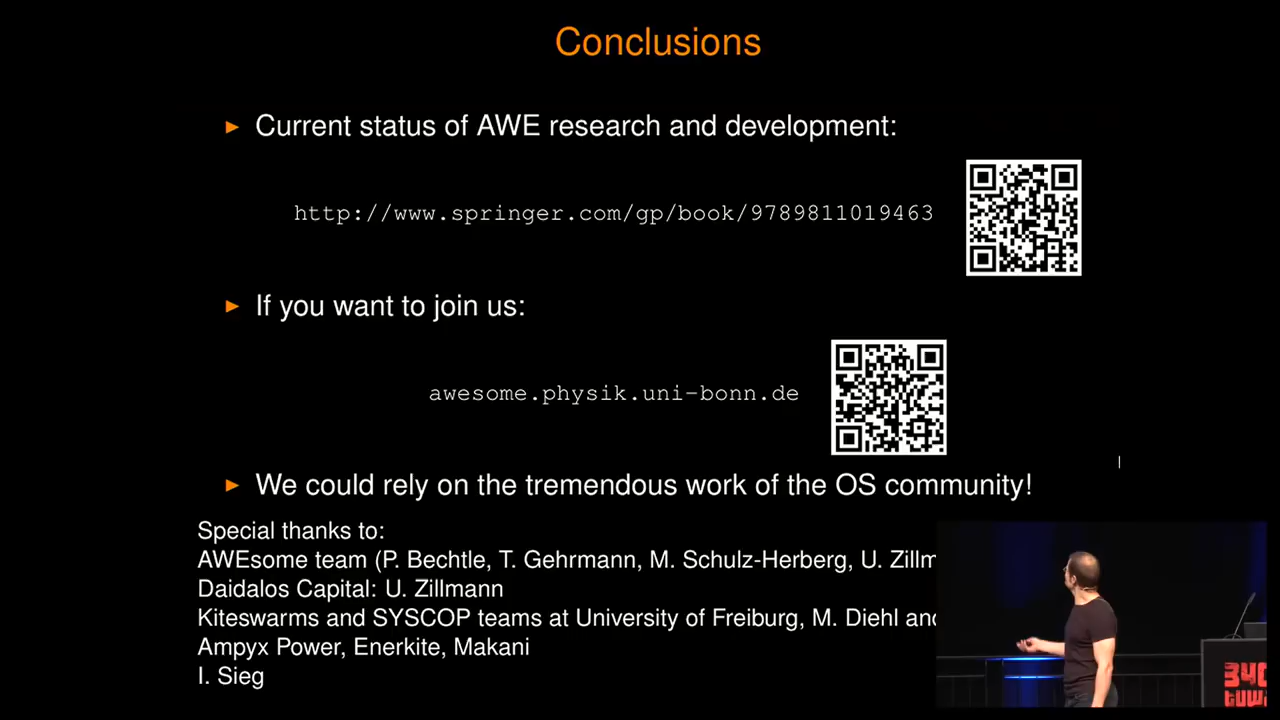 Conclusions
► Current status of AWE research and development:
http://www.springer.com/gp/book/9789811019463
► If you want to join us:
awesome.physik.uni-bonn.de
► We could rely on the tremendous work of the OS community!
Special thanks to:
AWEsome team (P. Bechtle, T. Gehrmann, M. Schulz-Herberg, U. Zillm
Daidalos Capital: U. Zillmann
Kiteswarms and SYSCOP teams at University of Freiburg, M. Diehl and
Ampyx Power, Enerkite, Makani
I. Sieg
34C
tuw